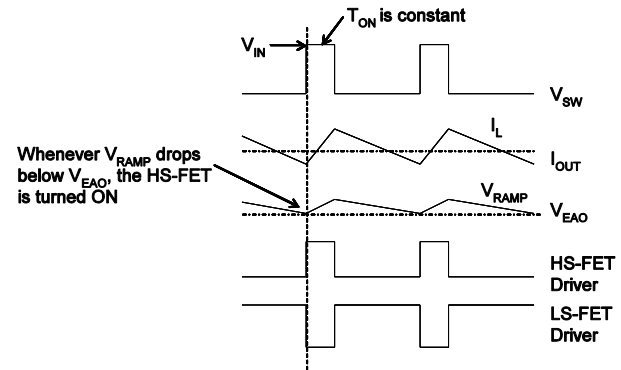 T_ON is constant
V_IN
V_SW
I_L
I_OUT
Whenever V_RAMP drops
below V_EAO, the HS-FET
is turned ON
V_RAMP
V_EAO
HS-FET
Driver
LS-FET
Driver